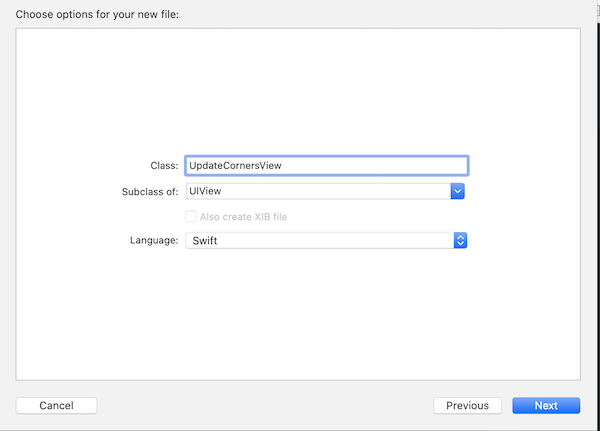 Choose options for your new file:
Class: UpdateCornersView
Subclass of: UIView
Also create XIB file
Language: Swift
Cancel Previous Next